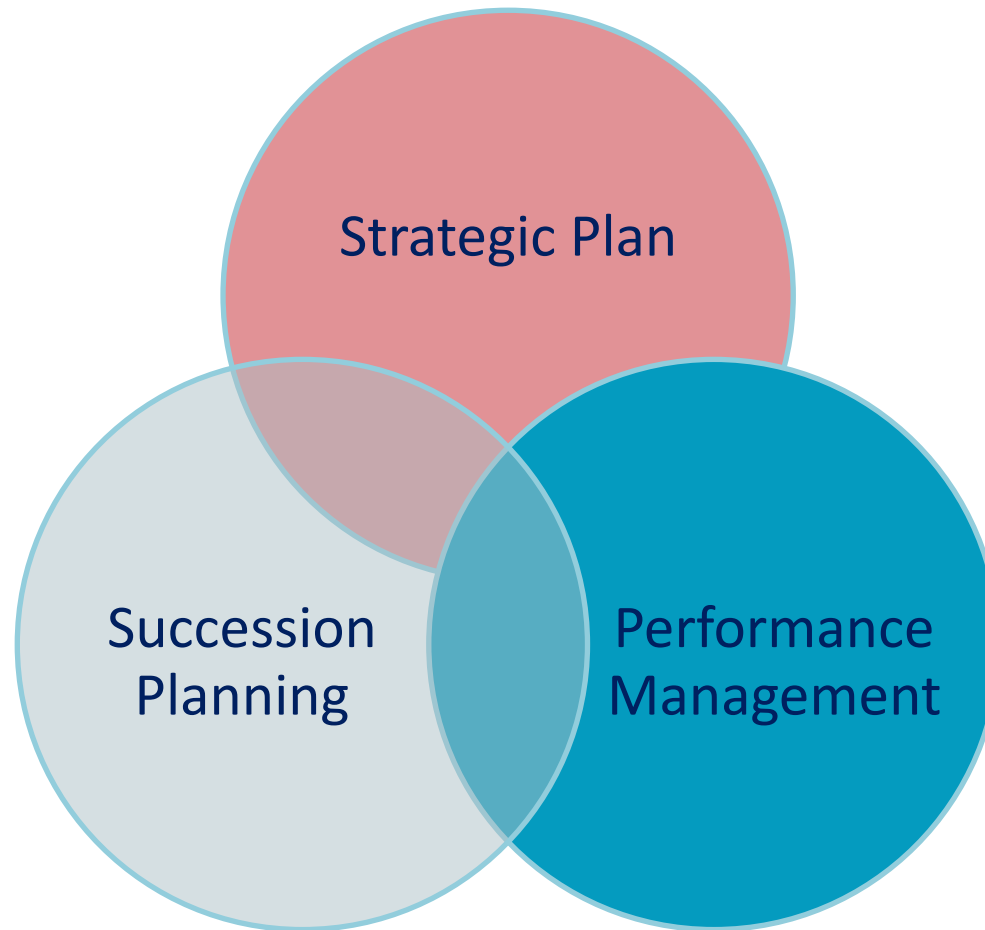 Strategic Plan
Succession
Planning
Performance
Management